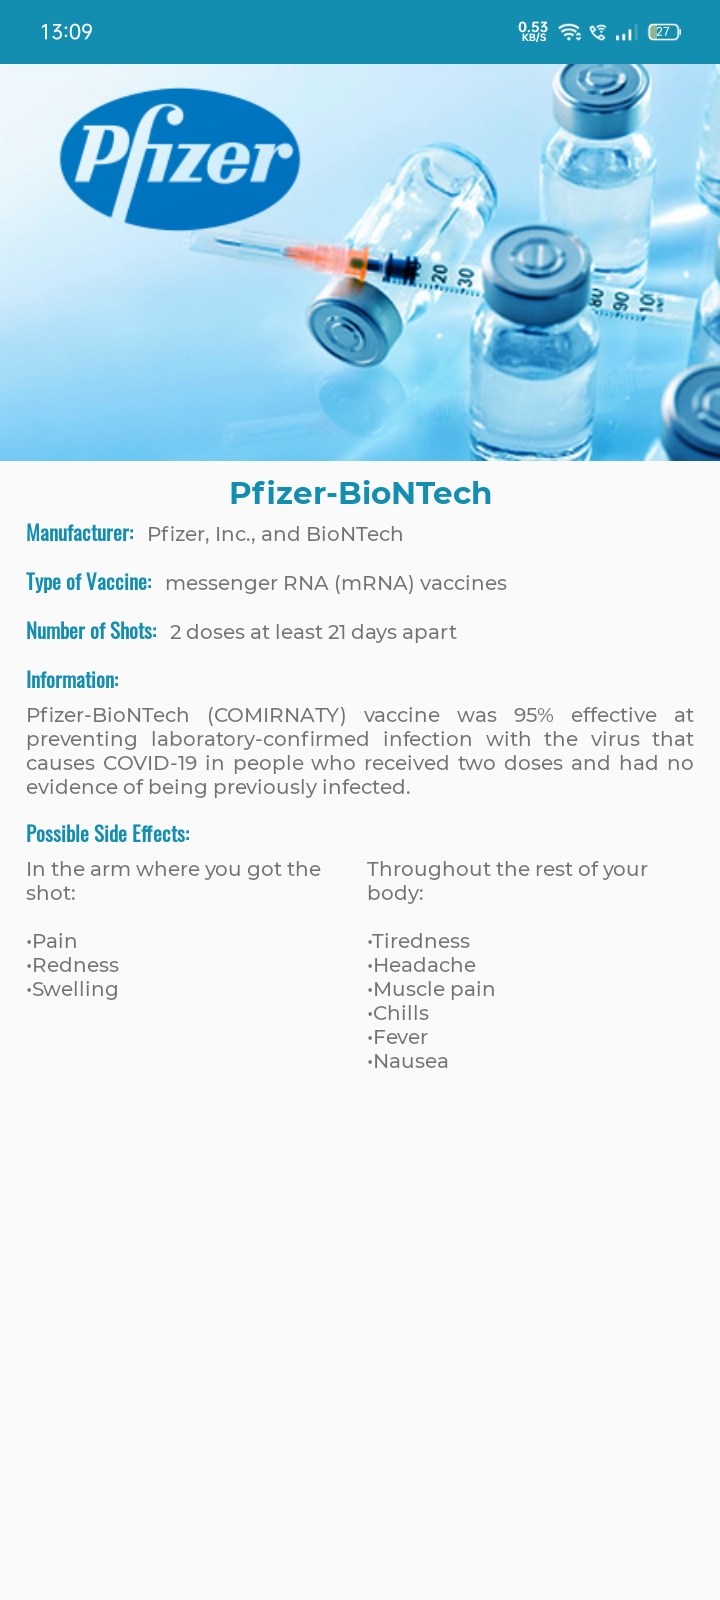 13:09
0.53
KB/S
27
Pfizer
20
30
80
90
100
Pfizer-BioNTech
Manufacturer: Pfizer, Inc., and BioNTech
Type of Vaccine: messenger RNA (mRNA) vaccines
Number of Shots: 2 doses at least 21 days apart
Information:
Pfizer-BioNTech (COMIRNATY) vaccine was 95% effective at
preventing laboratory-confirmed infection with the virus that
causes COVID-19 in people who received two doses and had no
evidence of being previously infected.
Possible Side Effects:
In the arm where you got the
shot:
•Pain
•Redness
•Swelling
Throughout the rest of your
body:
•Tiredness
•Headache
•Muscle pain
•Chills
•Fever
•Nausea